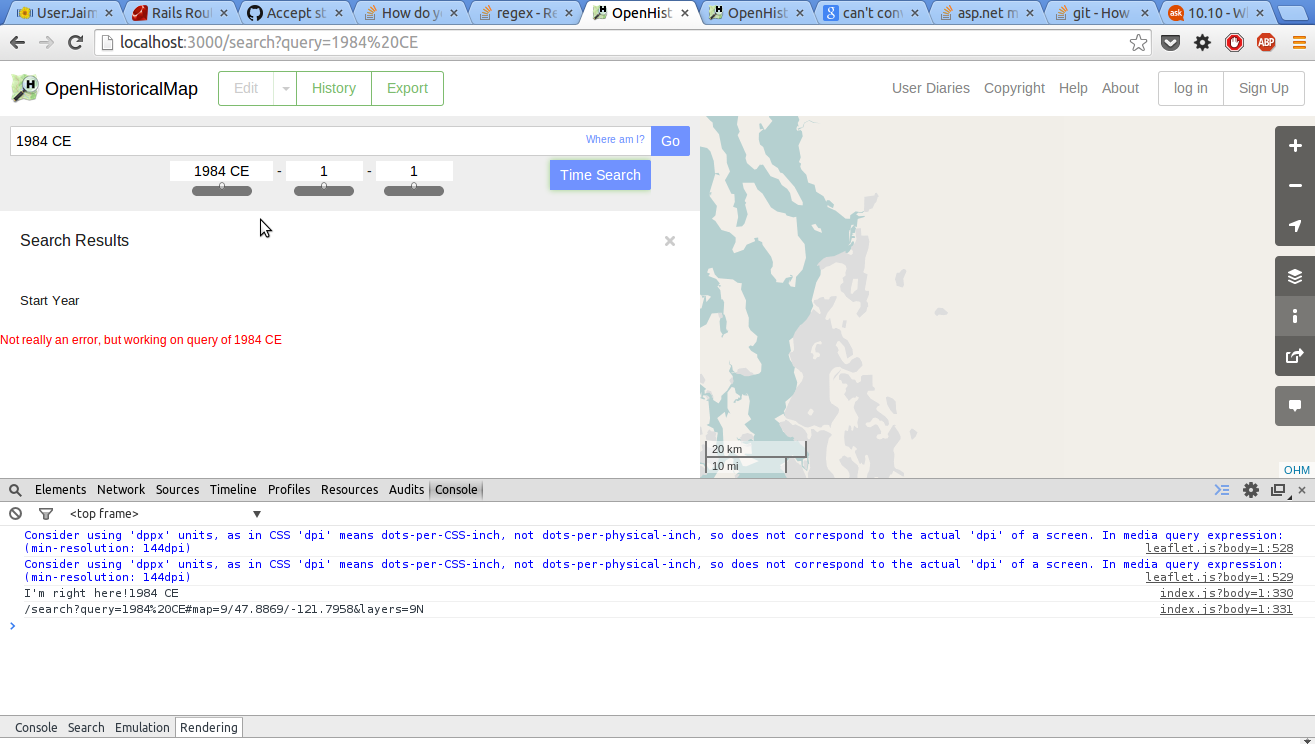 User:Jaim
Rails Rou
Accept st
How do y
regex - Re
OpenHist
OpenHist
can't conv
asp.net m
git - How
ask
10.10 - W
localhost:3000/search?query=1984%20CE
ABP
H
OpenHistoricalMap
Edit
History
Export
User Diaries
Copyright
Help
About
log in
Sign Up
1984 CE
Where am I?
Go
1984 CE - 1 - 1
Time Search
Search Results
Start Year
Not really an error, but working on query of 1984 CE
20 km
10 mi
OHM
Elements Network Sources Timeline Profiles Resources Audits Console
<top frame>
Consider using 'dppx' units, as in CSS 'dpi' means dots-per-CSS-inch, not dots-per-physical-inch, so does not correspond to the actual 'dpi' of a screen. In media query expression:
(min-resolution: 144dpi) leaflet.js?body=1:528
Consider using 'dppx' units, as in CSS 'dpi' means dots-per-CSS-inch, not dots-per-physical-inch, so does not correspond to the actual 'dpi' of a screen. In media query expression:
(min-resolution: 144dpi) leaflet.js?body=1:529
I'm right here!1984 CE index.js?body=1:330
/search?query=1984%20CE#map=9/47.8869/-121.7958&layers=9N index.js?body=1:331
Console Search Emulation Rendering